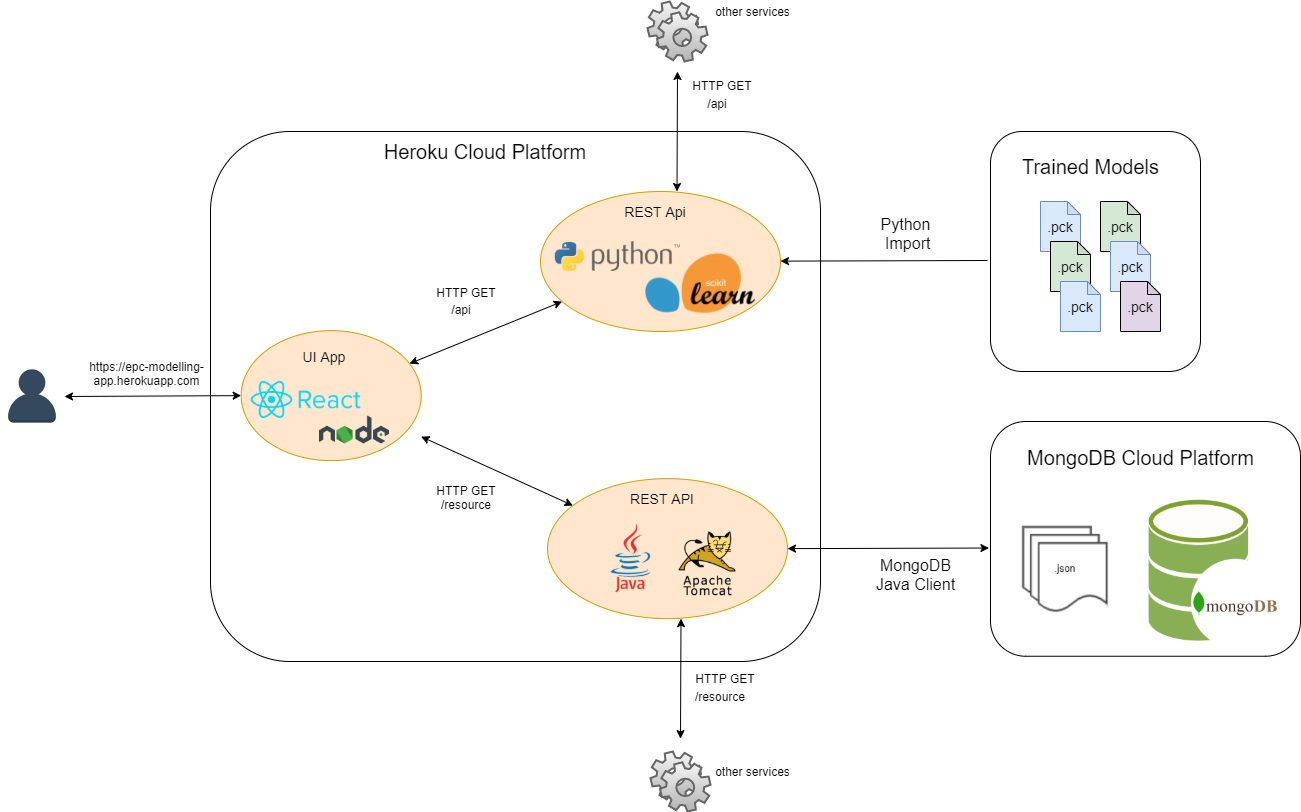 other services
HTTP GET
/api
Heroku Cloud Platform
REST Api
python™
scikit
learn
Python
Import
Trained Models
.pck
.pck
.pck
.pck
.pck
.pck
HTTP GET
/api
UI App
React
node
https://epc-modelling-
app.herokuapp.com
HTTP GET
/resource
REST API
Java
Apache
Tomcat
MongoDB
Java Client
MongoDB Cloud Platform
.json
mongoDB
HTTP GET
/resource
other services